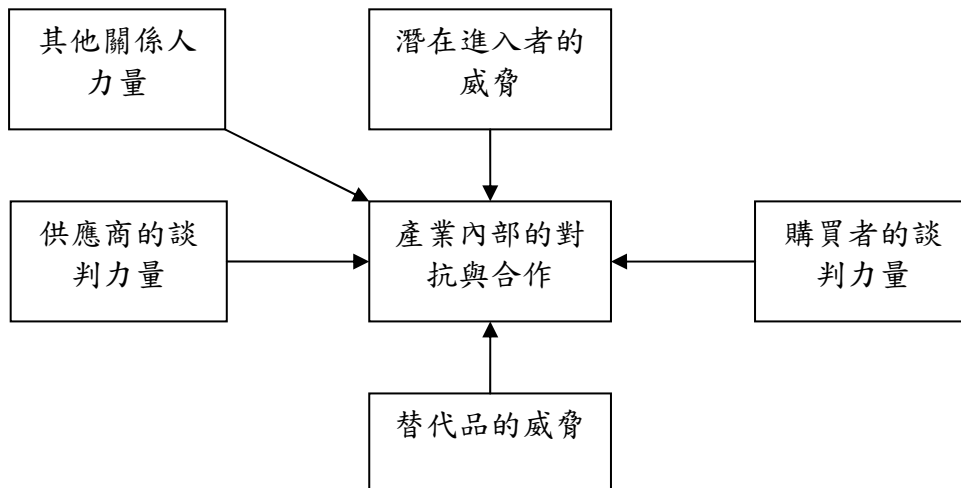 其他關係人
力量
潛在進入者的
威脅
供應商的談
判力量
產業內部的對
抗與合作
購買者的談
判力量
替代品的威脅